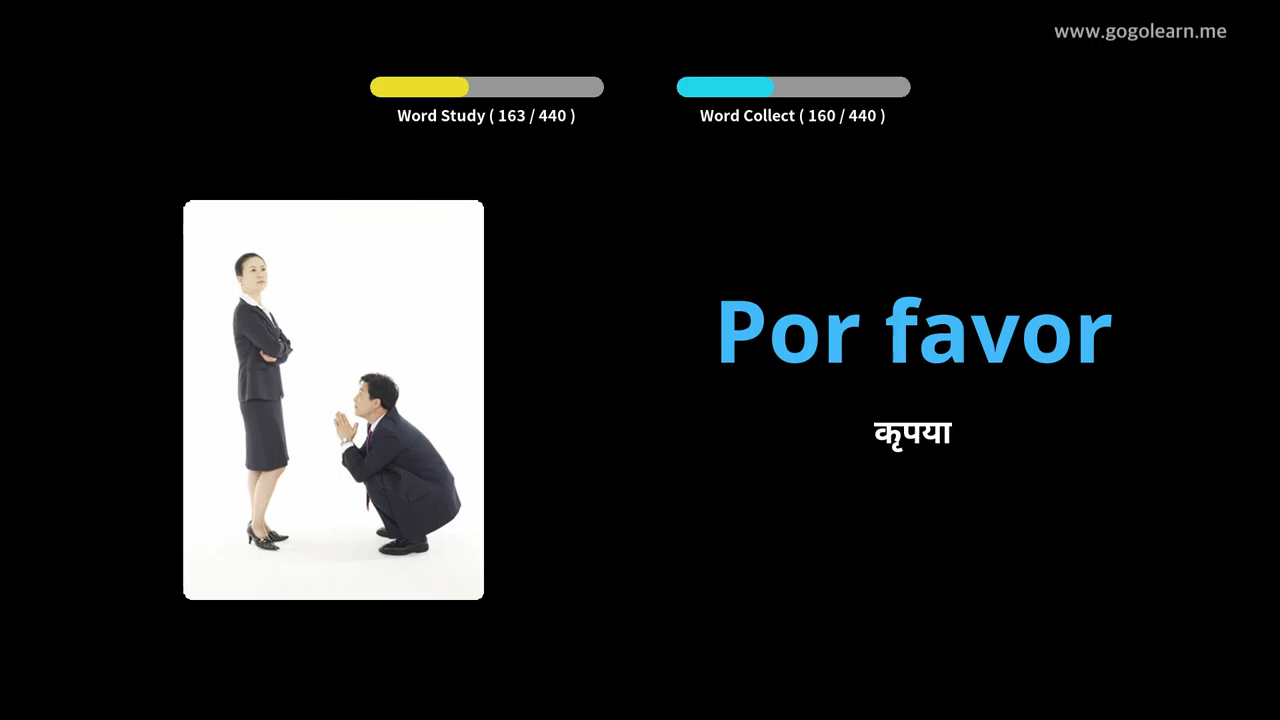 www.gogolearn.me
Word Study ( 163 / 440 )
Word Collect ( 160 / 440 )
Por favor
कृपया